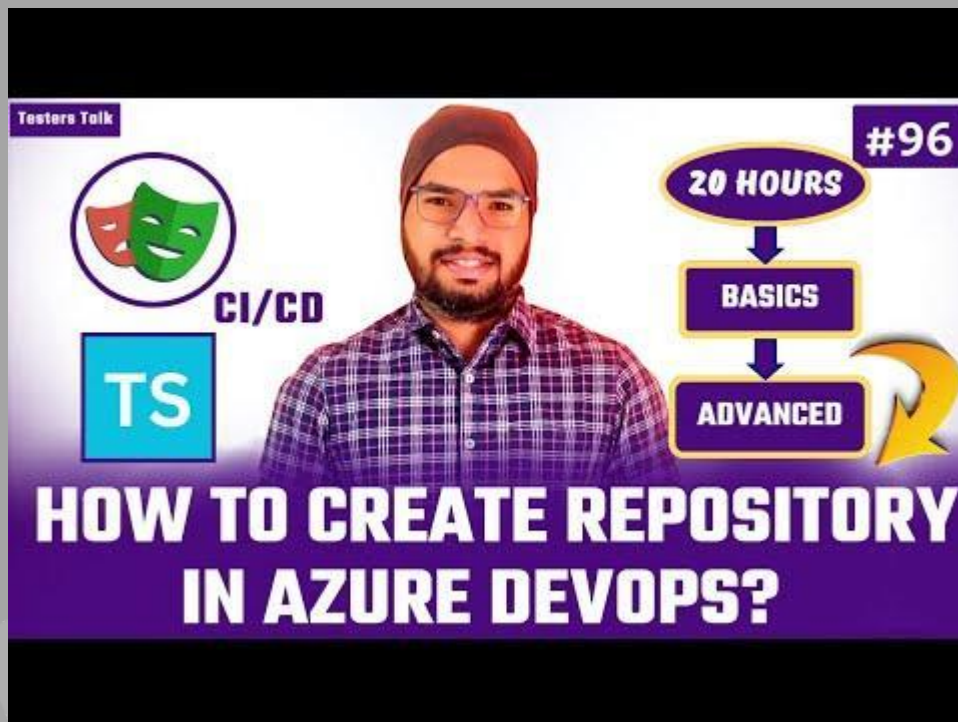 Testers Talk
#96
20 HOURS
CI/CD
BASICS
TS
ADVANCED
HOW TO CREATE REPOSITORY
IN AZURE DEVOPS?